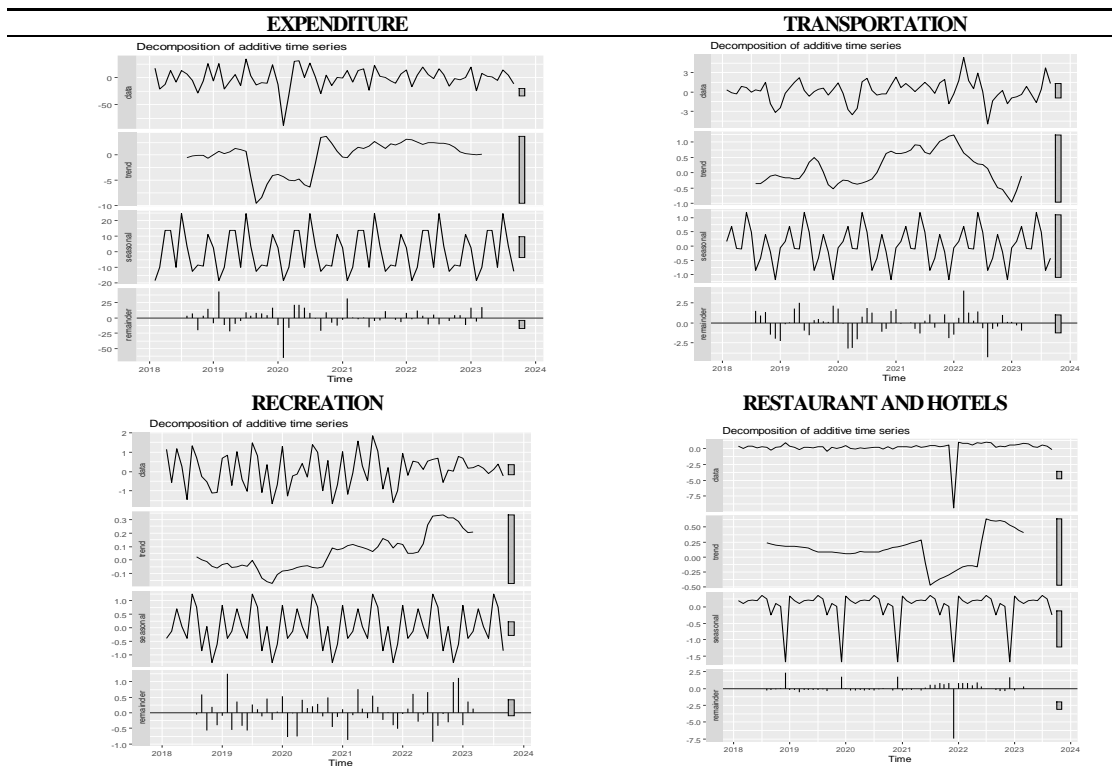 EXPENDITURE
Decomposition of additive time series
data
0
-50
trend
0
-5
-10
seasonal
20
10
0
-10
-20
remainder
25
0
-25
-50
2018 2019 2020 2021 2022 2023 2024
Time
TRANSPORTATION
Decomposition of additive time series
data
3
0
-3
trend
1.0
0.5
0.0
-0.5
-1.0
seasonal
1.0
0.5
0.0
-0.5
-1.0
remainder
2.5
0.0
-2.5
2018 2019 2020 2021 2022 2023 2024
Time
RECREATION
Decomposition of additive time series
data
2
1
0
-1
trend
0.3
0.2
0.1
0.0
-0.1
seasonal
1.0
0.5
0.0
-0.5
-1.0
remainder
1.0
0.5
0.0
-0.5
-1.0
2018 2019 2020 2021 2022 2023 2024
Time
RESTAURANT AND HOTELS
Decomposition of additive time series
data
0.0
-2.5
-5.0
-7.5
trend
0.50
0.25
0.00
-0.25
-0.50
seasonal
0.0
-0.5
-1.0
-1.5
remainder
2.5
0.0
-2.5
-5.0
-7.5
2018 2019 2020 2021 2022 2023 2024
Time